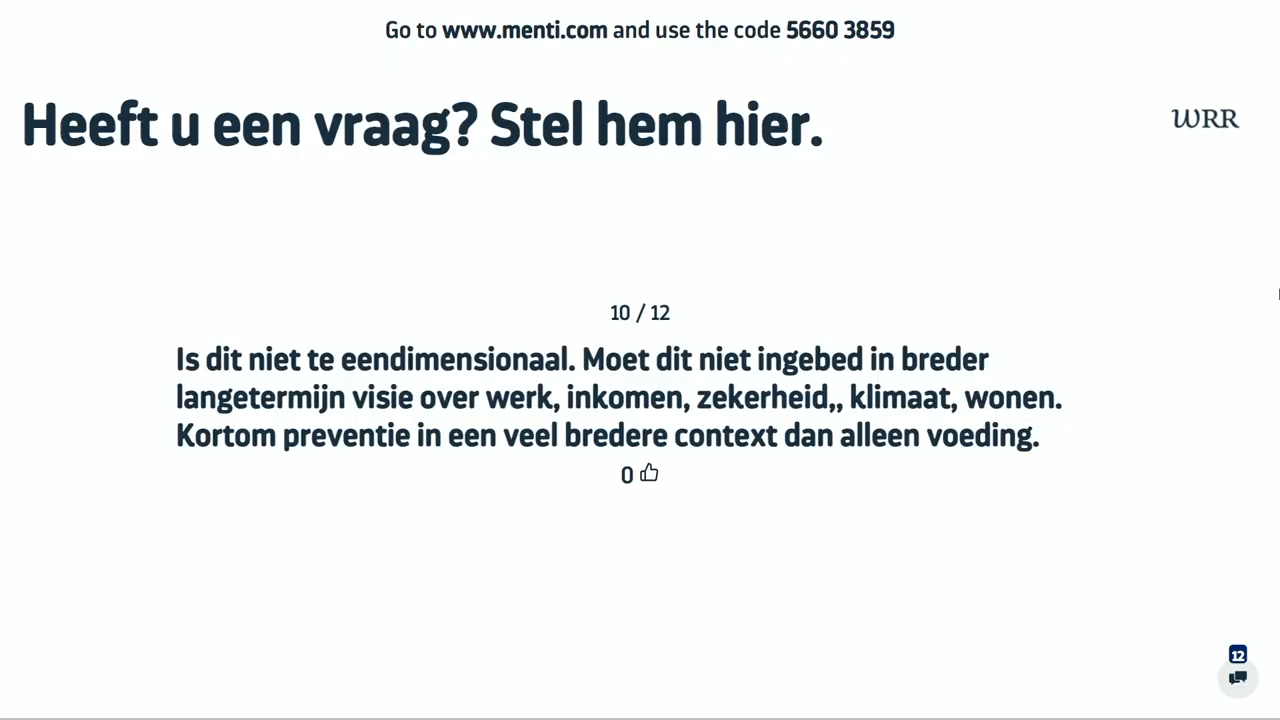 Go to www.menti.com and use the code 5660 3859
Heeft u een vraag? Stel hem hier.
WRR
10 / 12
Is dit niet te eendimensionaal. Moet dit niet ingebed in breder
langetermijn visie over werk, inkomen, zekerheid,, klimaat, wonen.
Kortom preventie in een veel bredere context dan alleen voeding.
0
12